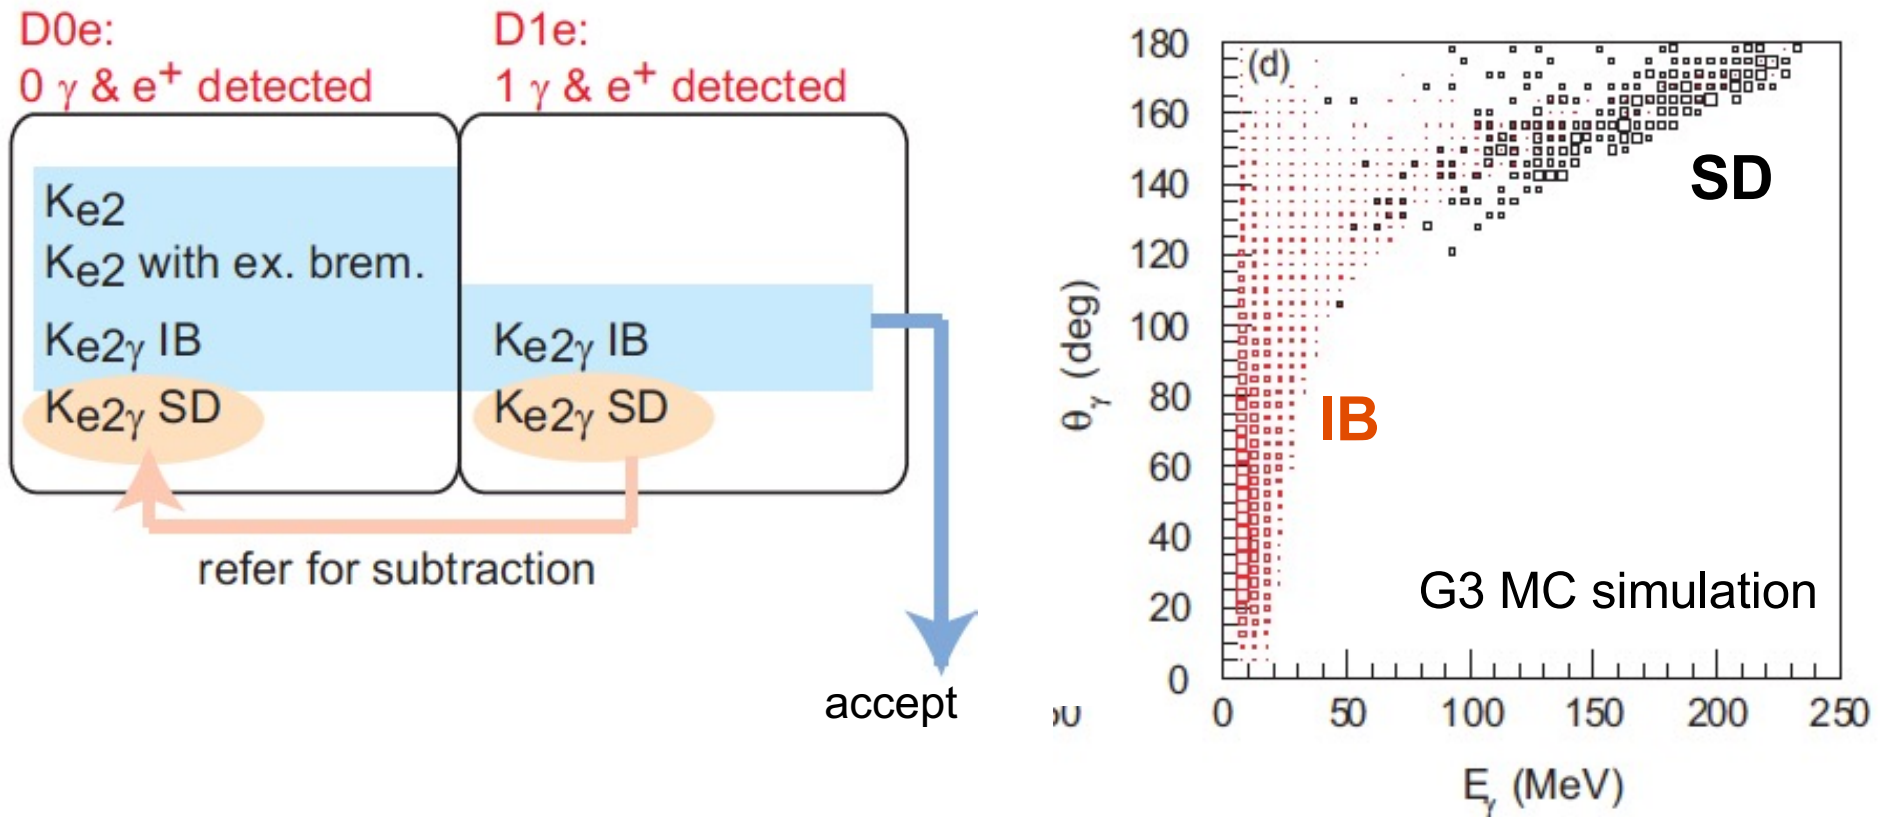 D0e:
0 γ & e⁺ detected
D1e:
1 γ & e⁺ detected
Ke2
Ke2 with ex. brem.
Ke2γ IB
Ke2γ SD
Ke2γ IB
Ke2γ SD
refer for subtraction
accept
(d)
SD
IB
G3 MC simulation
θγ (deg)
180
160
140
120
100
80
60
40
20
0
0 50 100 150 200 250
Eγ (MeV)